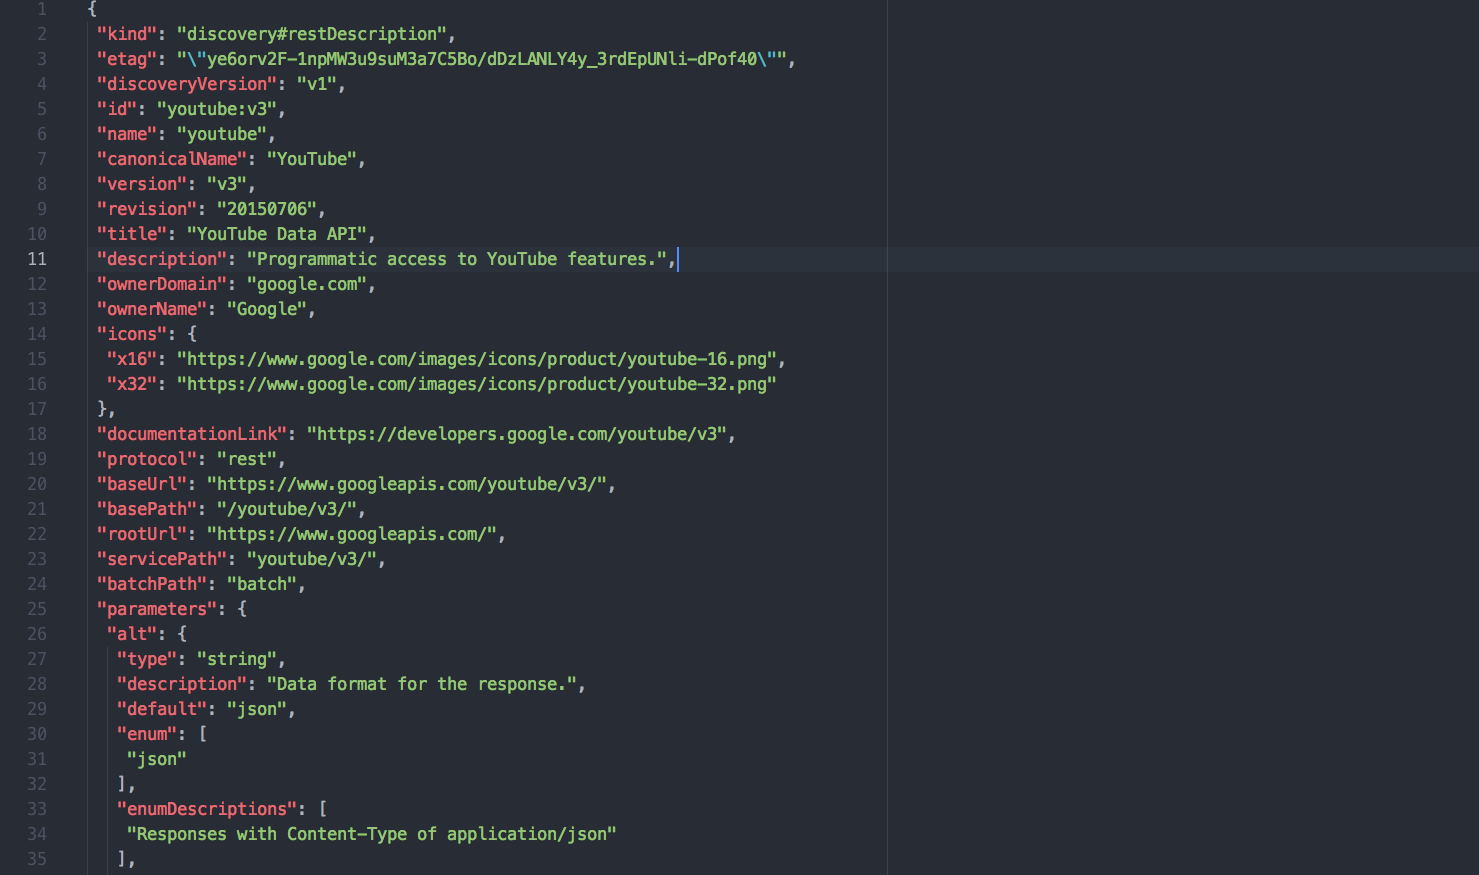 1 {
2 "kind": "discovery#restDescription",
3 "etag": "\"ye6orv2F-1npMW3u9suM3a7C5Bo/dDzLANLY4y_3rdEpUNli-dPof40\"",
4 "discoveryVersion": "v1",
5 "id": "youtube:v3",
6 "name": "youtube",
7 "canonicalName": "YouTube",
8 "version": "v3",
9 "revision": "20150706",
10 "title": "YouTube Data API",
11 "description": "Programmatic access to YouTube features.",
12 "ownerDomain": "google.com",
13 "ownerName": "Google",
14 "icons": {
15 "x16": "https://www.google.com/images/icons/product/youtube-16.png",
16 "x32": "https://www.google.com/images/icons/product/youtube-32.png"
17 },
18 "documentationLink": "https://developers.google.com/youtube/v3",
19 "protocol": "rest",
20 "baseUrl": "https://www.googleapis.com/youtube/v3/",
21 "basePath": "/youtube/v3/",
22 "rootUrl": "https://www.googleapis.com/",
23 "servicePath": "youtube/v3/",
24 "batchPath": "batch",
25 "parameters": {
26 "alt": {
27 "type": "string",
28 "description": "Data format for the response.",
29 "default": "json",
30 "enum": [
31 "json"
32 ],
33 "enumDescriptions": [
34 "Responses with Content-Type of application/json"
35 ],